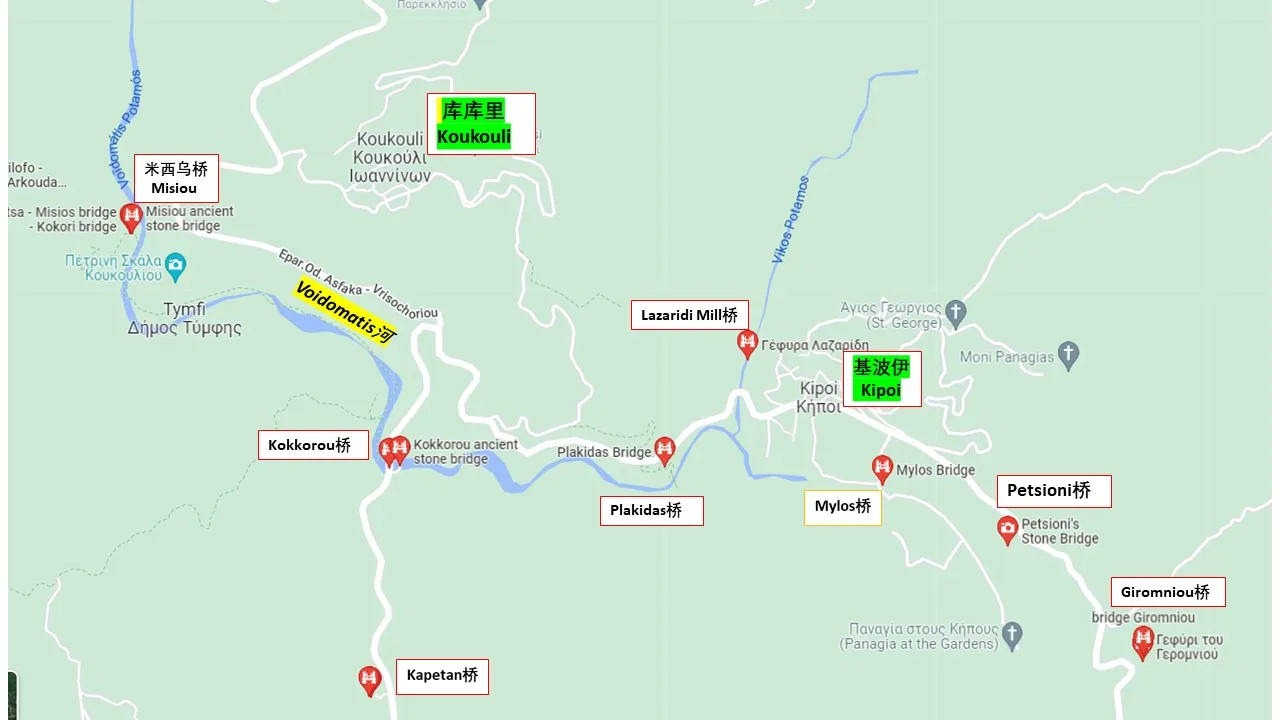 Παρεκκλήσιο
Voidomátis Potamós
库库里
Koukouli
Koukouli
Κουκούλι
Ιωαννίνων
ilofo -
Arkouda...
米西乌桥
Misiou
tsa - Misios bridge
- Kokori bridge
Misiou ancient
stone bridge
Πέτρινη Σκάλα
Κουκουλίου
Tymfi
Δήμος Τύμφης
Epar.Od. Asfaka - Vrisochoriou
Voidomatis河
Vikos Potamos
Lazaridi Mill桥
Γέφυρα Λαζαρίδη
Άγιος Γεώργιος
(St. George)
Moni Panagias
基波伊
Kipoi
Kipoi
Κήποι
Kokkorou桥
Kokkorou ancient
stone bridge
Plakidas Bridge
Plakidas桥
Mylos Bridge
Mylos桥
Petsioni桥
Petsioni's
Stone Bridge
Giromniou桥
bridge Giromniou
Γεφύρι του
Γερομνιού
Παναγία στους Κήπους
(Panagia at the Gardens)
Kapetan桥